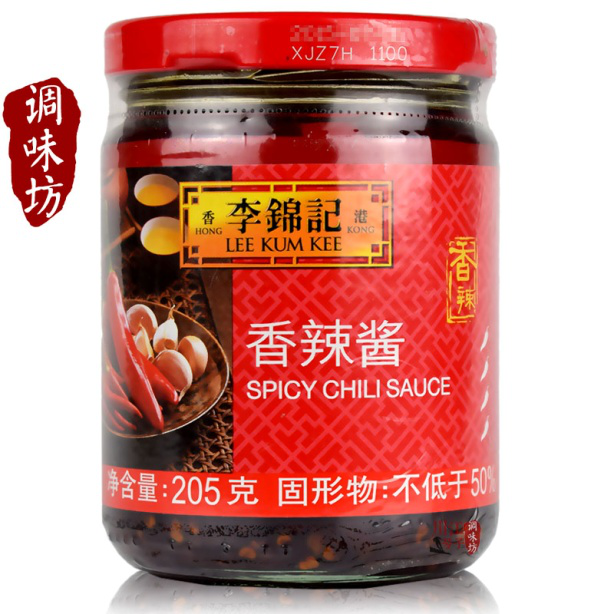 XJZ7H 1100
调味坊
香 李錦記 港
HONG LEE KUM KEE KONG
香辣
香辣酱
SPICY CHILI SAUCE
净含量:205克 固形物:不低于50%
调味坊